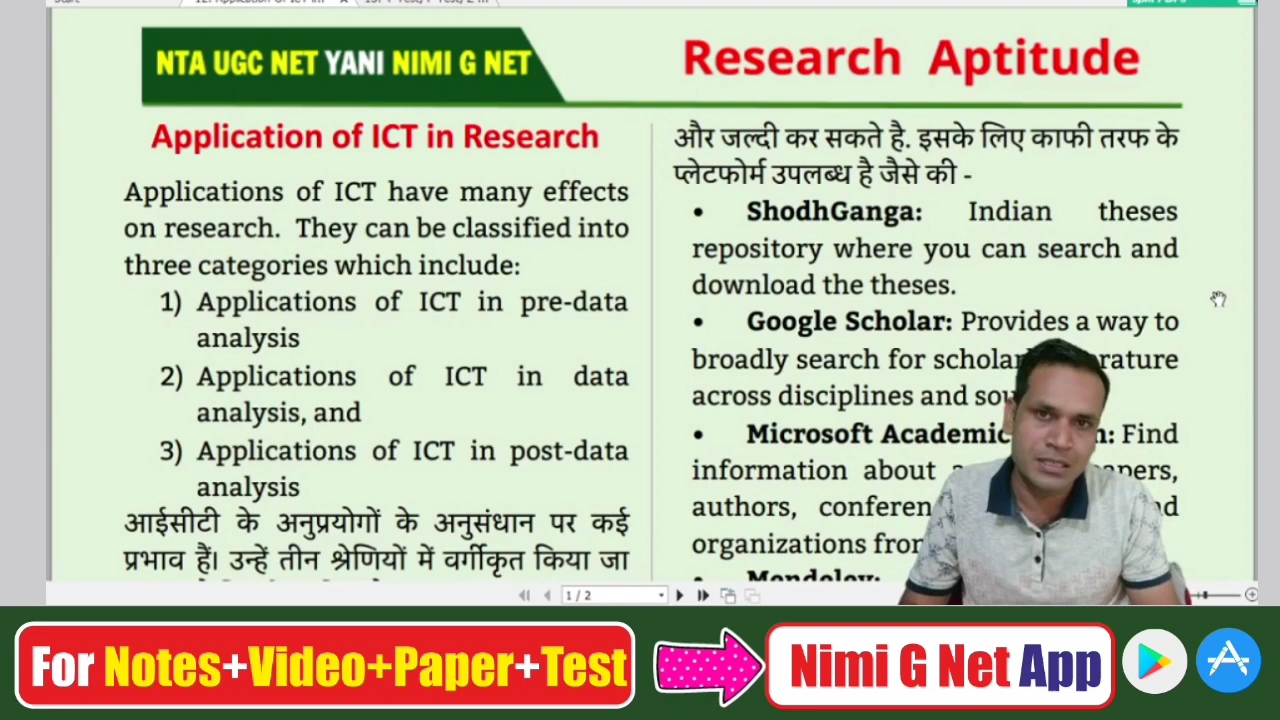 NTA UGC NET YANI NIMI G NET
Research Aptitude
Application of ICT in Research
Applications of ICT have many effects
on research. They can be classified into
three categories which include:
1) Applications of ICT in pre-data
analysis
2) Applications of ICT in data
analysis, and
3) Applications of ICT in post-data
analysis
आईसीटी के अनुप्रयोगों के अनुसंधान पर कई
प्रभाव हैं। उन्हें तीन श्रेणियों में वर्गीकृत किया जा
और जल्दी कर सकते है. इसके लिए काफी तरफ के
प्लेटफोर्म उपलब्ध है जैसे की -
• ShodhGanga: Indian theses
repository where you can search and
download the theses.
• Google Scholar: Provides a way to
broadly search for
across disciplines and
• Microsoft Academic Find
information about
authors,
organizations
• Mendeley:
1 / 2
For Notes+Video+Paper+Test
Nimi G Net App